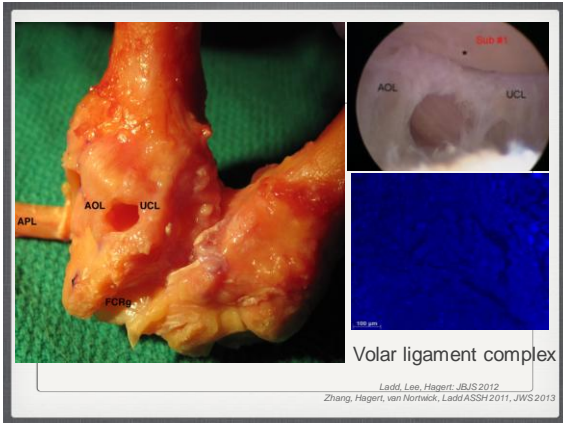 Sub #1
AOL
UCL
AOL
UCL
APL
FCRg
100 µm
Volar ligament complex
Ladd, Lee, Hagert: JBJS 2012
Zhang, Hagert, van Nortwick, Ladd ASSH 2011, JWS 2013